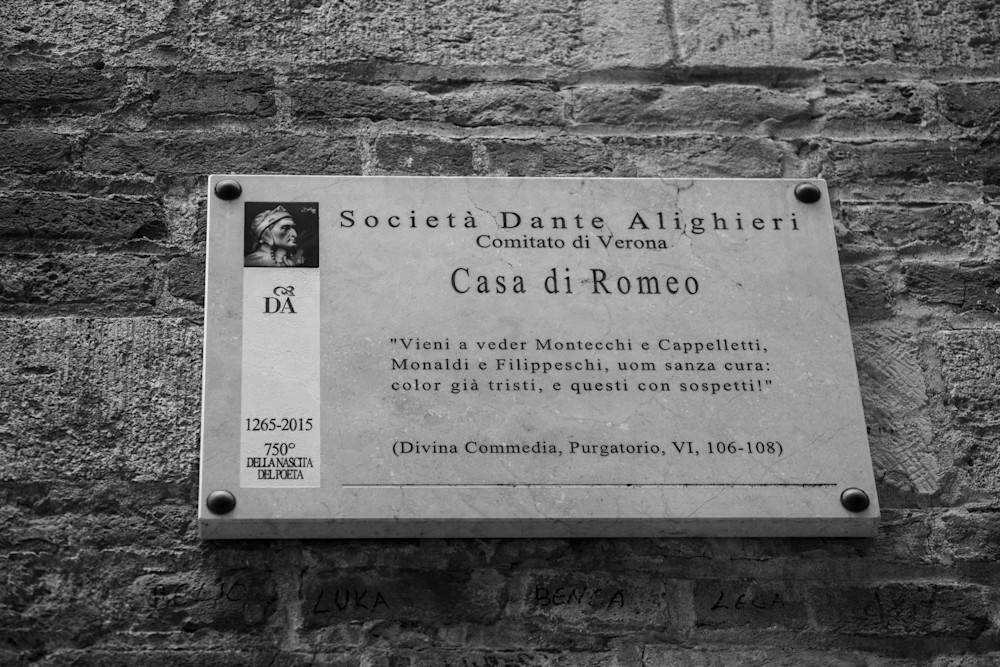 Società Dante Alighieri
Comitato di Verona
Casa di Romeo
"Vieni a veder Montecchi e Cappelletti,
Monaldi e Filippeschi, uom sanza cura:
color già tristi, e questi con sospetti!"
(Divina Commedia, Purgatorio, VI, 106-108)
DA
1265-2015
750°
DELLA NASCITA
DEL POETA
LUKA
BENCA